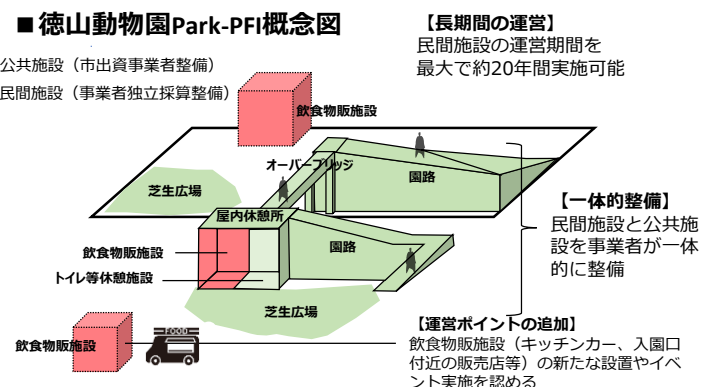 ■徳山動物園Park-PFI概念図
公共施設（市出資事業者整備）
民間施設（事業者独立採算整備）
【長期間の運営】
民間施設の運営期間を
最大で約20年間実施可能
飲食物販施設
オーバーブリッジ
園路
芝生広場
屋内休憩所
園路
飲食物販施設
トイレ等休憩施設
芝生広場
【一体的整備】
民間施設と公共施
設を事業者が一体
的に整備
飲食物販施設
FOOD
【運営ポイントの追加】
飲食物販施設（キッチンカー、入園口
付近の販売店等）の新たな設置やイベ
ント実施を認める